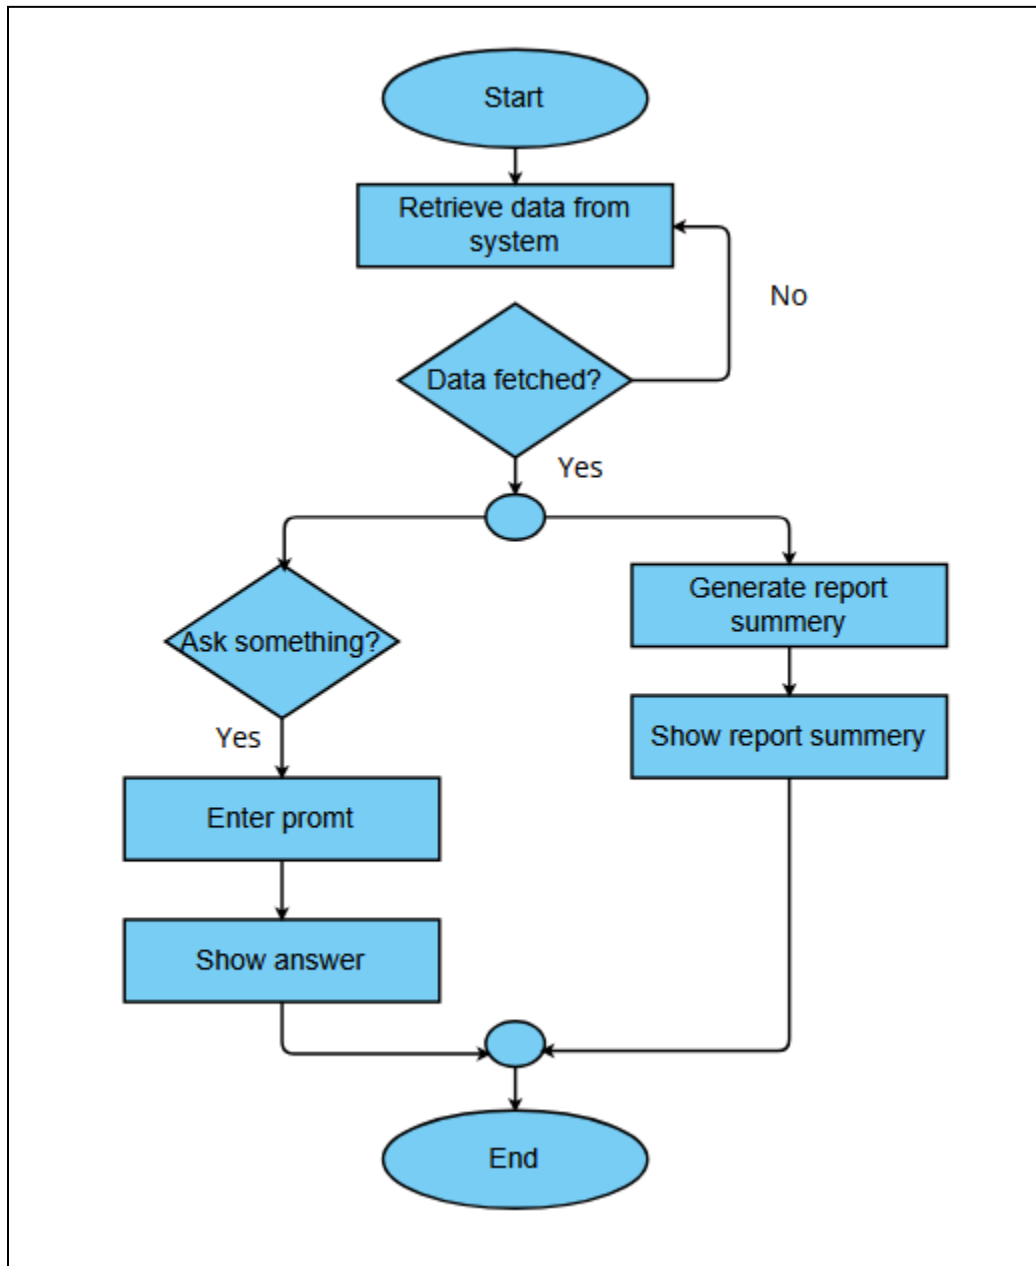 Start
Retrieve data from
system
No
Data fetched?
Yes
Ask something?
Generate report
summery
Yes
Show report summery
Enter promt
Show answer
End